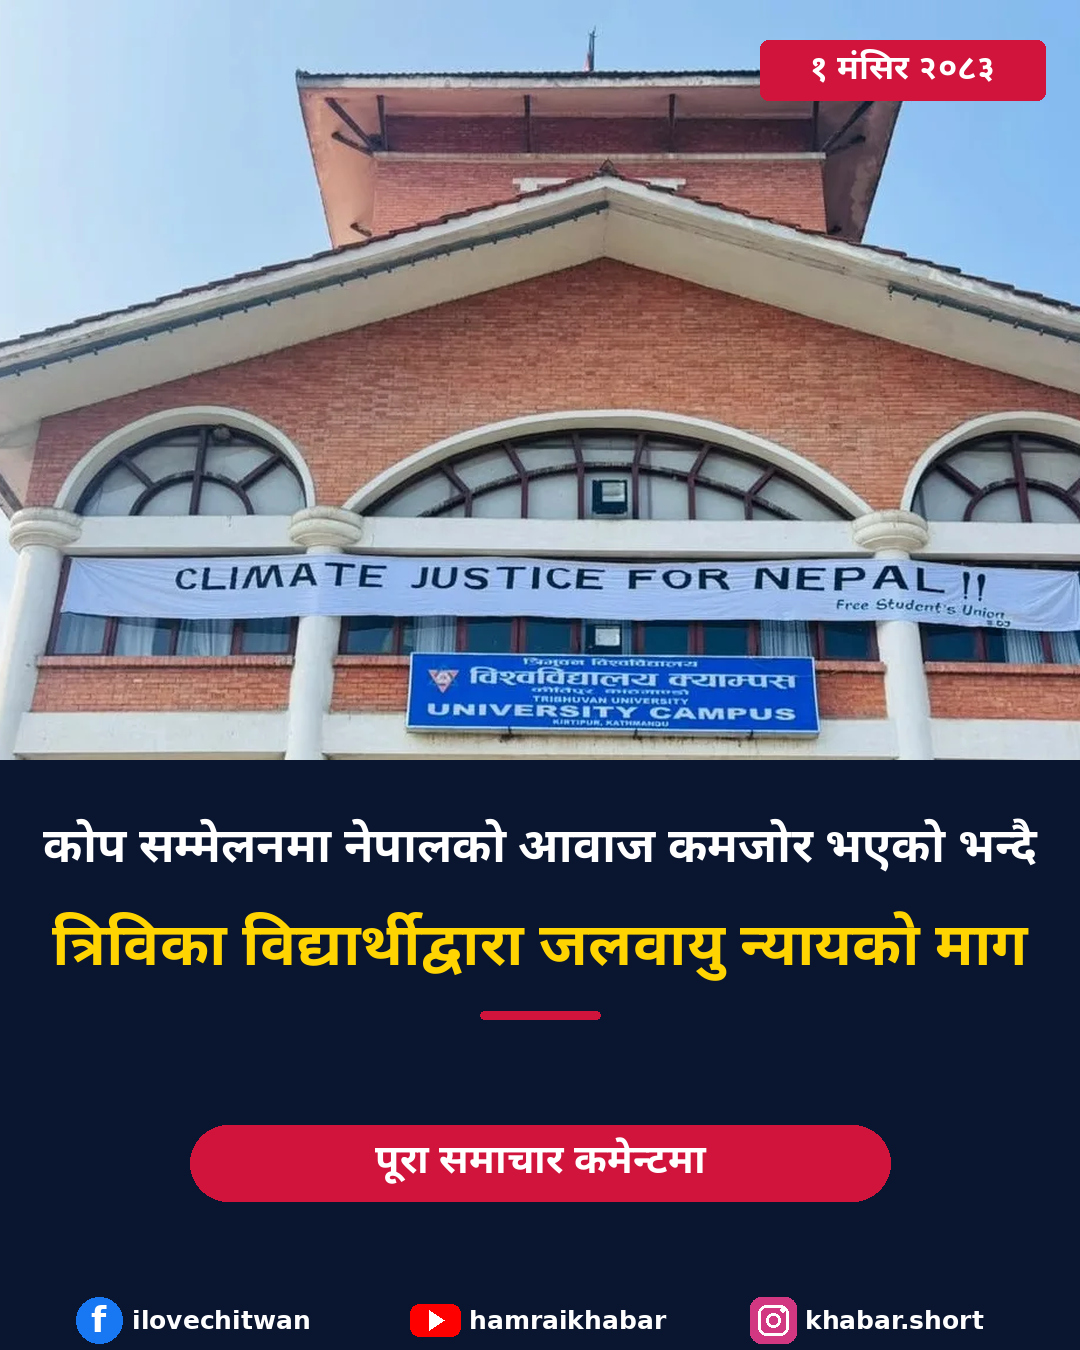 १ मंसिर २०८३
CLIMATE JUSTICE FOR NEPAL !!
Free Student's Union
त्रिभुवन विश्वविद्यालय
विश्वविद्यालय क्याम्पस
कीर्तिपुर काठमाण्डौ
TRIBHUVAN UNIVERSITY
UNIVERSITY CAMPUS
KIRTIPUR, KATHMANDU
कोप सम्मेलनमा नेपालको आवाज कमजोर भएको भन्दै
त्रिविका विद्यार्थीद्वारा जलवायु न्यायको माग
पूरा समाचार कमेन्टमा
ilovechitwan
hamraikhabar
khabar.short